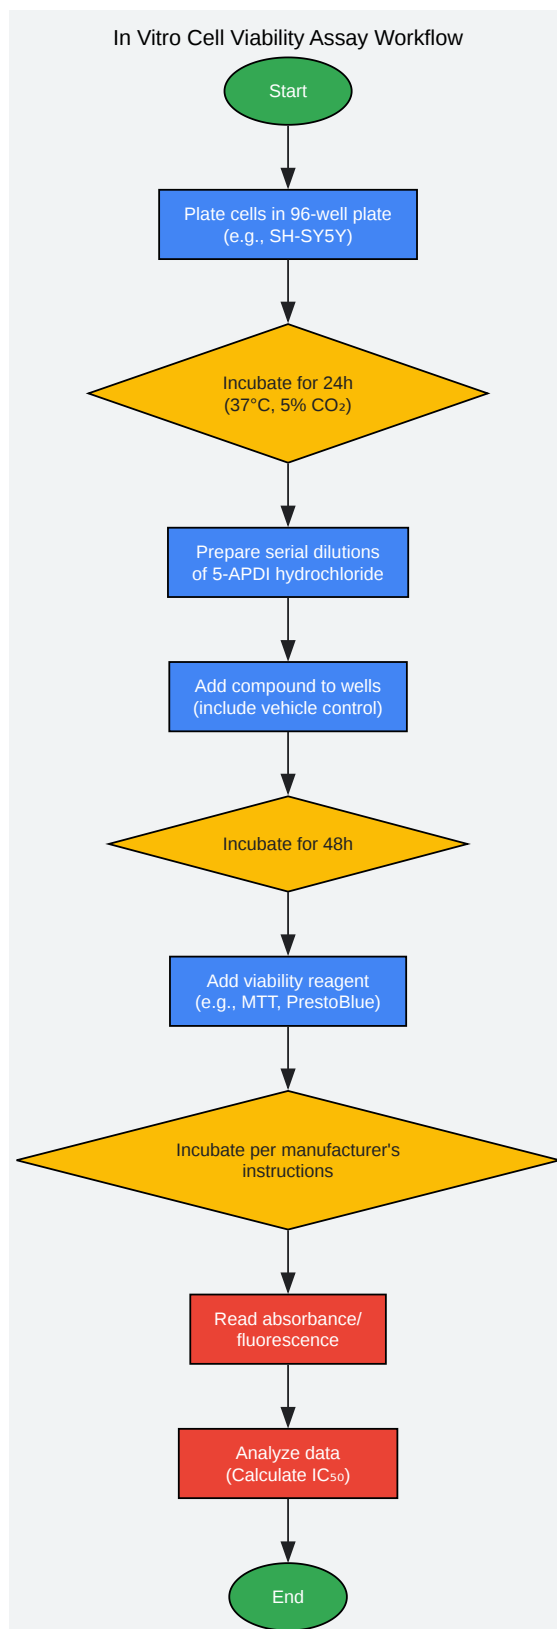 In Vitro Cell Viability Assay Workflow
Start
Plate cells in 96-well plate
(e.g., SH-SY5Y)
Incubate for 24h
(37°C, 5% CO₂)
Prepare serial dilutions
of 5-APDI hydrochloride
Add compound to wells
(include vehicle control)
Incubate for 48h
Add viability reagent
(e.g., MTT, PrestoBlue)
Incubate per manufacturer's
instructions
Read absorbance/
fluorescence
Analyze data
(Calculate IC₅₀)
End